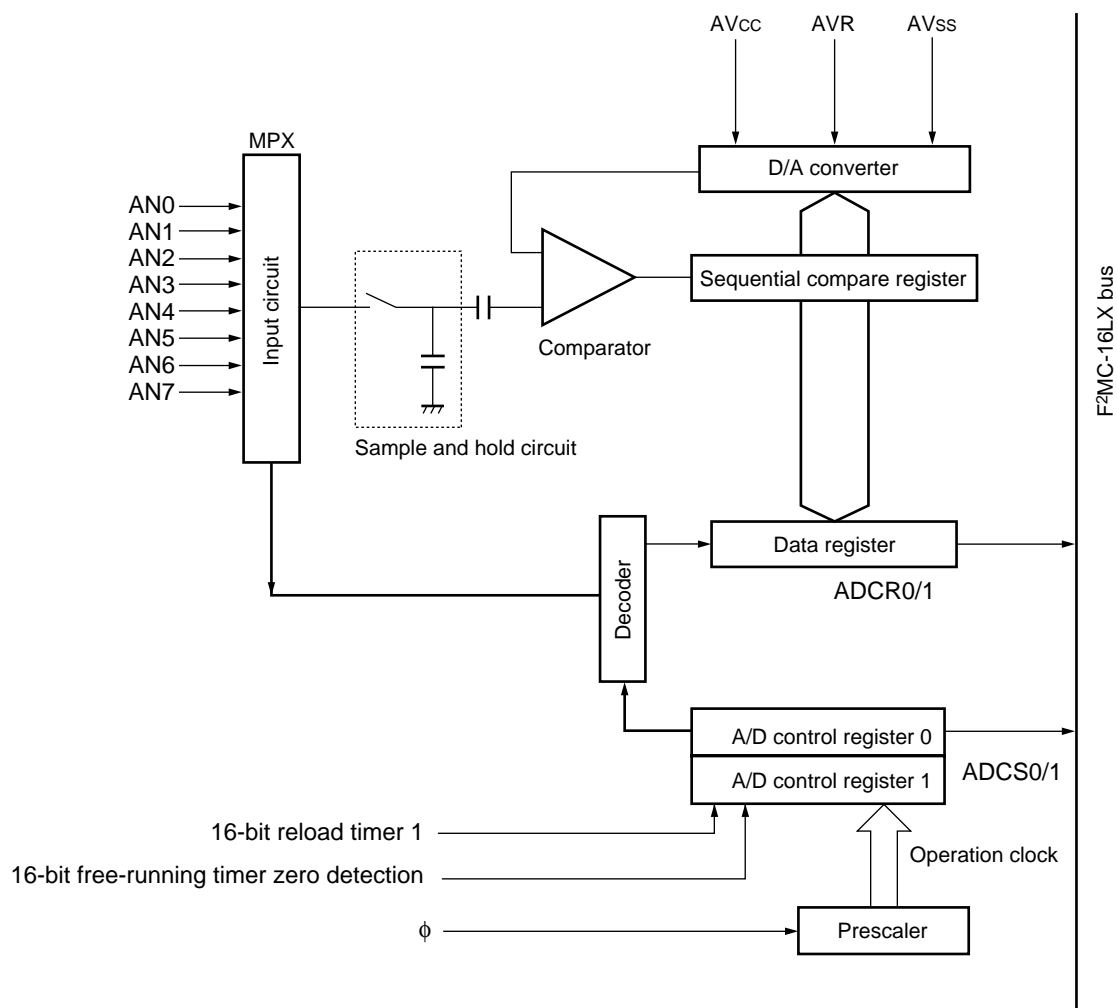 AVCC AVR AVSS
MPX
D/A converter
AN0
AN1
AN2
AN3
AN4
AN5
AN6
AN7
Input circuit
Sequential compare register
Comparator
F²MC-16LX bus
Sample and hold circuit
Decoder
Data register
ADCR0/1
A/D control register 0
A/D control register 1
ADCS0/1
16-bit reload timer 1
16-bit free-running timer zero detection
Operation clock
ϕ
Prescaler